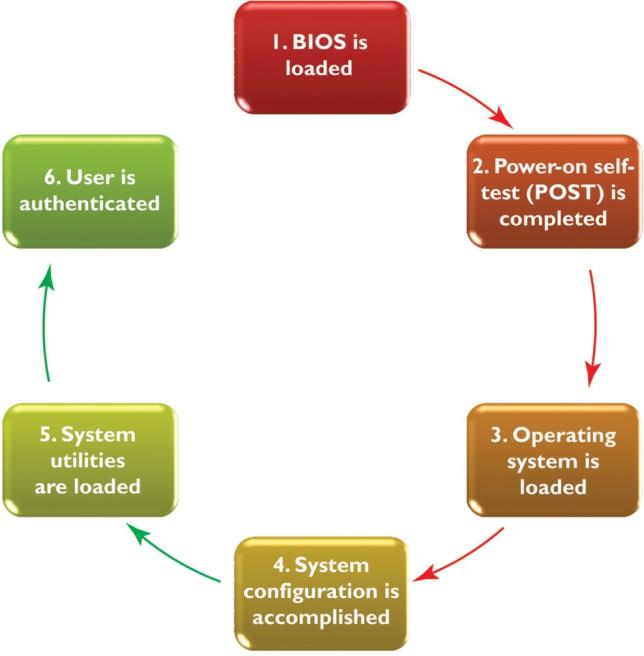 1. BIOS is
loaded
2. Power-on self-
test (POST) is
completed
3. Operating
system is
loaded
4. System
configuration is
accomplished
5. System
utilities
are loaded
6. User is
authenticated